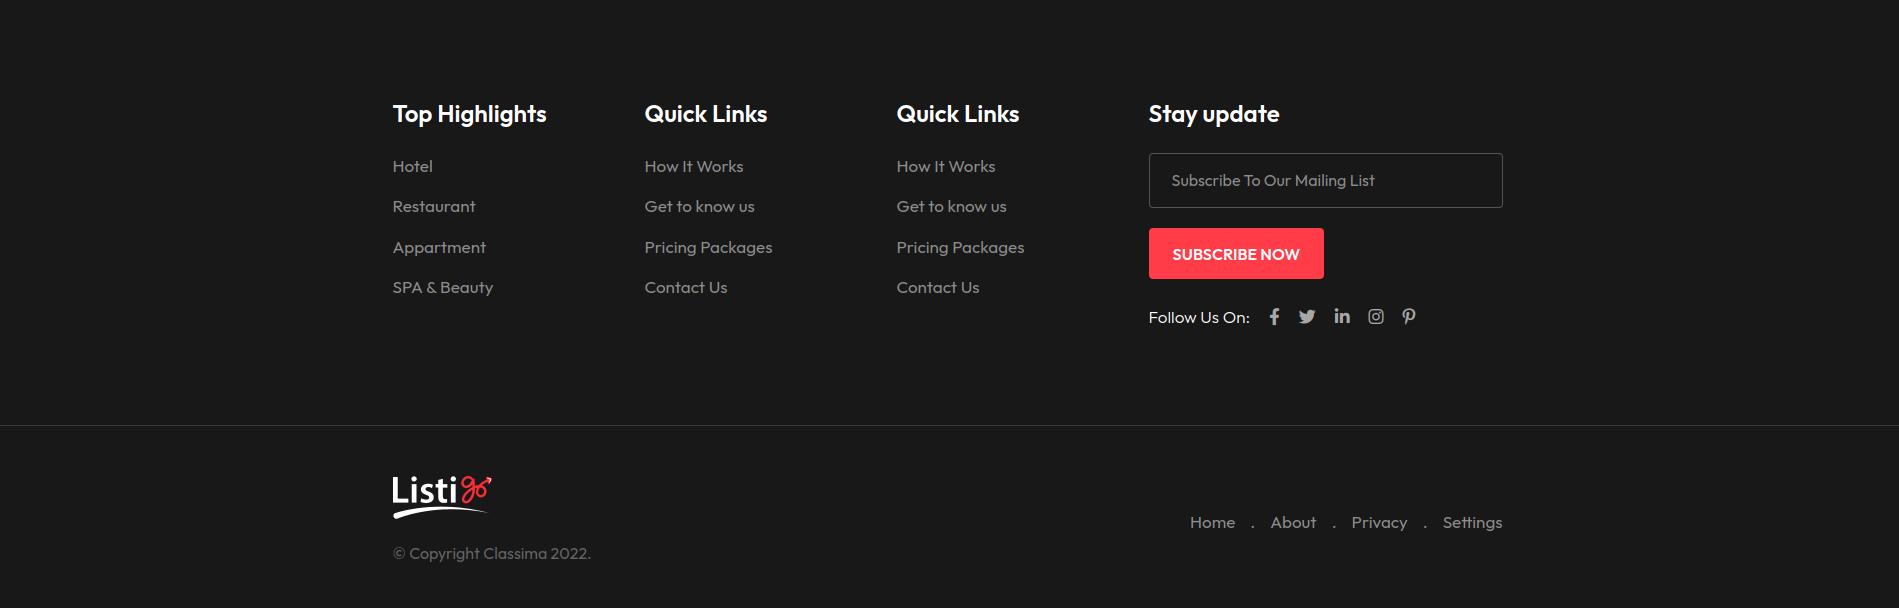 Top Highlights
Hotel
Restaurant
Appartment
SPA & Beauty
Quick Links
How It Works
Get to know us
Pricing Packages
Contact Us
Quick Links
How It Works
Get to know us
Pricing Packages
Contact Us
Stay update
Subscribe To Our Mailing List
SUBSCRIBE NOW
Follow Us On:
Listigo
© Copyright Classima 2022.
Home . About . Privacy . Settings